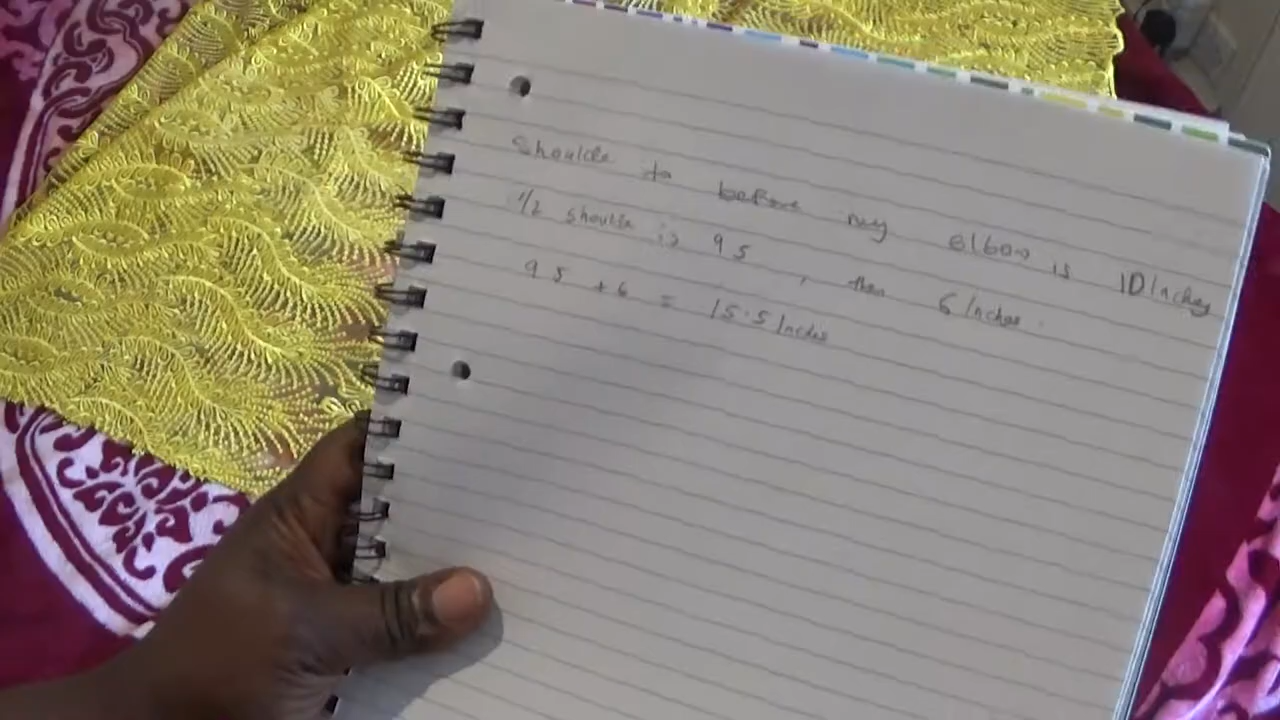 Shoulder to before my elbow is 10 Inches
1/2 shoulder is 9 5 , then 6 Inches.
9 5 + 6 = 15.5 Inches